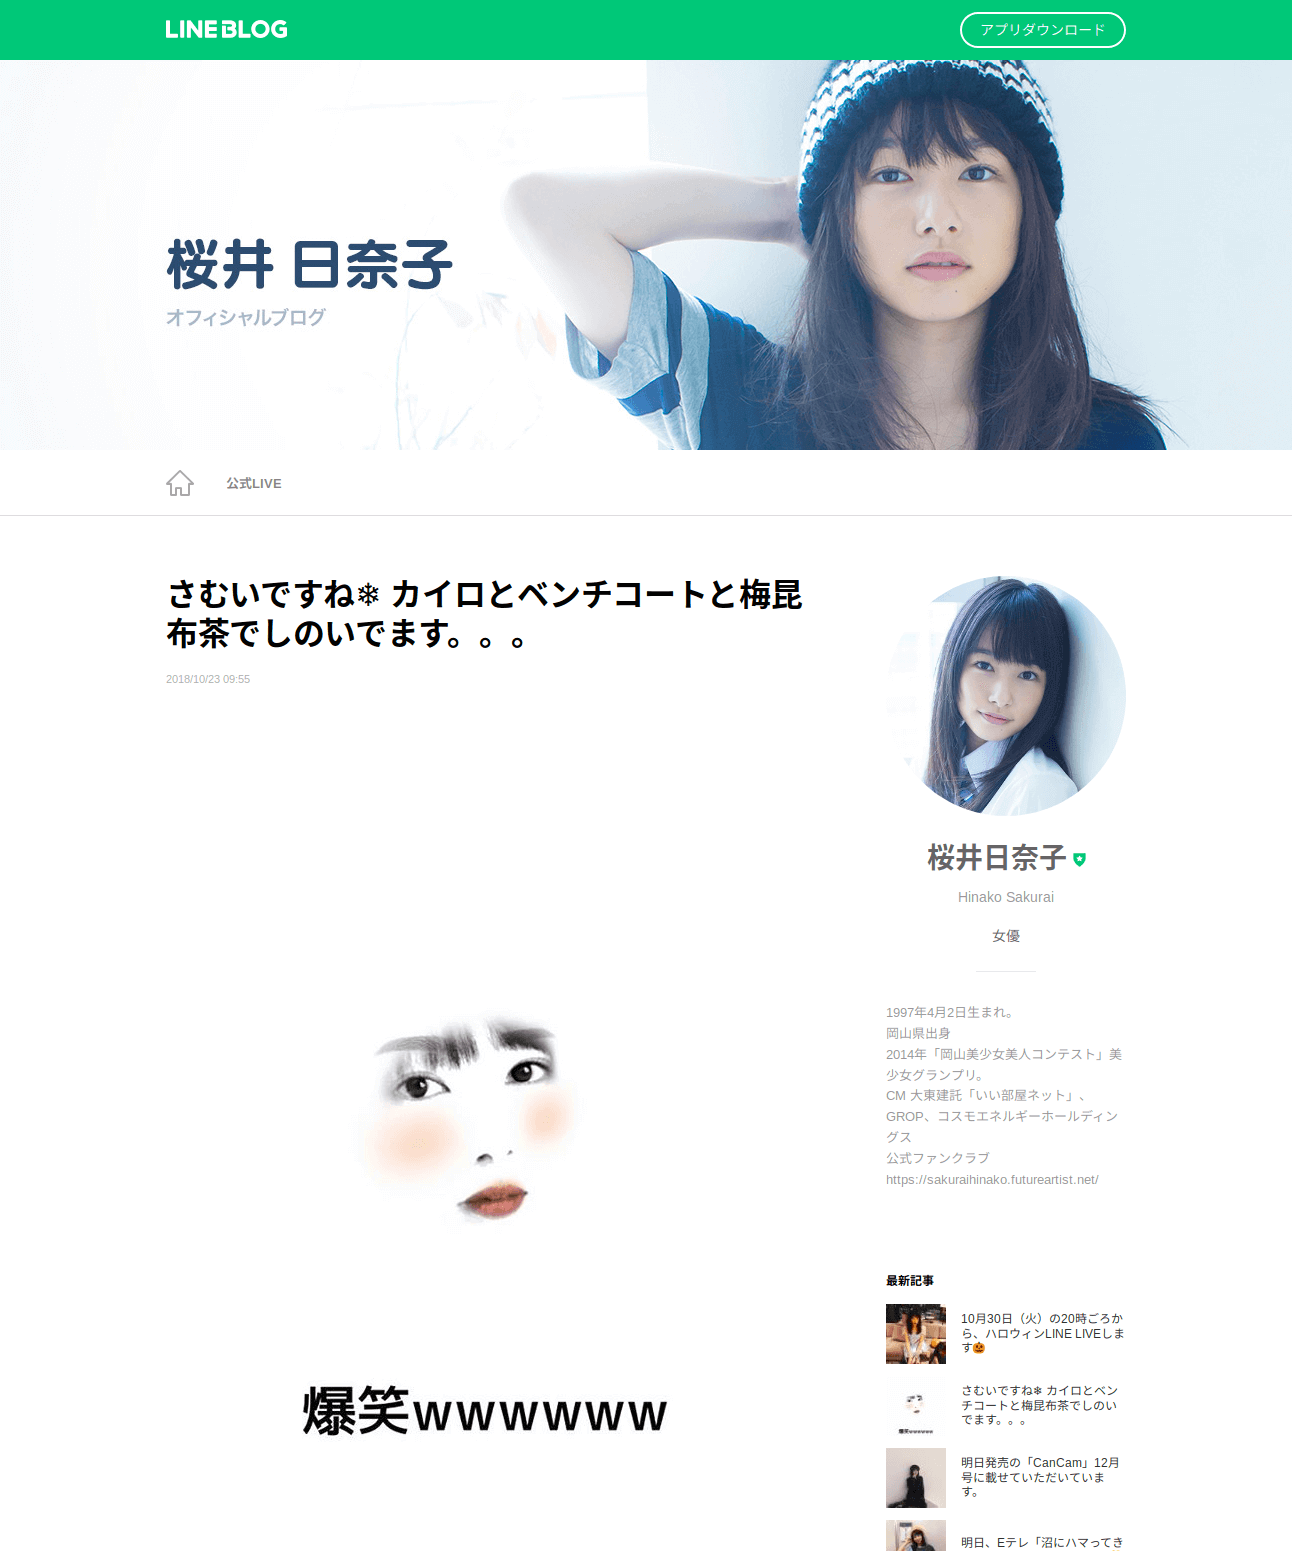 LINE BLOG
アプリダウンロード
桜井 日奈子
オフィシャルブログ
公式LIVE
さむいですね❄ カイロとベンチコートと梅昆
布茶でしのいでます。。。
2018/10/23 09:55
爆笑wwwwww
桜井日奈子
Hinako Sakurai
女優
1997年4月2日生まれ。
岡山県出身
2014年「岡山美少女美人コンテスト」美
少女グランプリ。
CM 大東建託「いい部屋ネット」、
GROP、コスモエネルギーホールディン
グス
公式ファンクラブ
https://sakuraihinako.futureartist.net/
最新記事
10月30日（火）の20時ごろか
ら、ハロウィンLINE LIVEしま
す🎃
さむいですね❄ カイロとベン
チコートと梅昆布茶でしのい
でます。。。
爆笑wwwwww
明日発売の「CanCam」12月
号に載せていただいていま
す。
明日、Eテレ「沼にハマってき